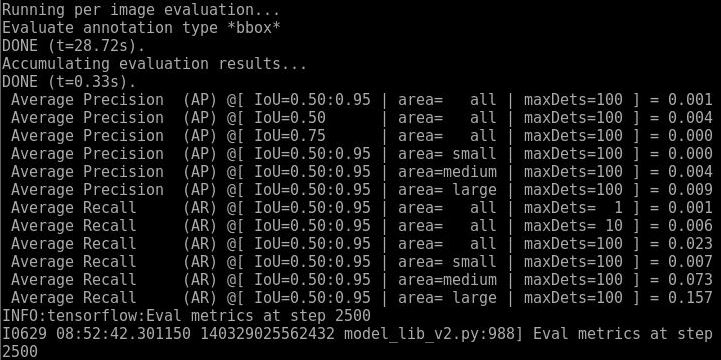 Running per image evaluation...
Evaluate annotation type *bbox*
DONE (t=28.72s).
Accumulating evaluation results...
DONE (t=0.33s).
 Average Precision  (AP) @[ IoU=0.50:0.95 | area=   all | maxDets=100 ] = 0.001
 Average Precision  (AP) @[ IoU=0.50      | area=   all | maxDets=100 ] = 0.004
 Average Precision  (AP) @[ IoU=0.75      | area=   all | maxDets=100 ] = 0.000
 Average Precision  (AP) @[ IoU=0.50:0.95 | area= small | maxDets=100 ] = 0.000
 Average Precision  (AP) @[ IoU=0.50:0.95 | area=medium | maxDets=100 ] = 0.004
 Average Precision  (AP) @[ IoU=0.50:0.95 | area= large | maxDets=100 ] = 0.009
 Average Recall     (AR) @[ IoU=0.50:0.95 | area=   all | maxDets=  1 ] = 0.001
 Average Recall     (AR) @[ IoU=0.50:0.95 | area=   all | maxDets= 10 ] = 0.006
 Average Recall     (AR) @[ IoU=0.50:0.95 | area=   all | maxDets=100 ] = 0.023
 Average Recall     (AR) @[ IoU=0.50:0.95 | area= small | maxDets=100 ] = 0.007
 Average Recall     (AR) @[ IoU=0.50:0.95 | area=medium | maxDets=100 ] = 0.073
 Average Recall     (AR) @[ IoU=0.50:0.95 | area= large | maxDets=100 ] = 0.157
INFO:tensorflow:Eval metrics at step 2500
I0629 08:52:42.301150 140329025562432 model_lib_v2.py:988] Eval metrics at step
2500